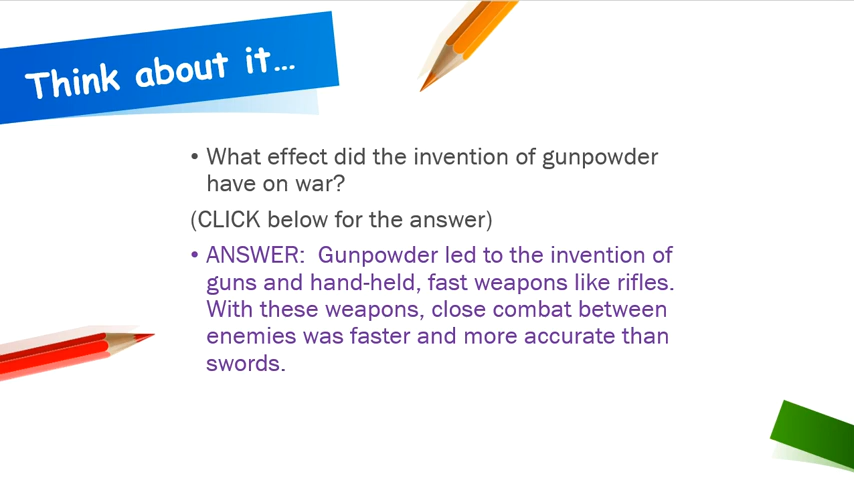 Think about it...
• What effect did the invention of gunpowder
have on war?
(CLICK below for the answer)
• ANSWER:  Gunpowder led to the invention of
guns and hand-held, fast weapons like rifles.
With these weapons, close combat between
enemies was faster and more accurate than
swords.